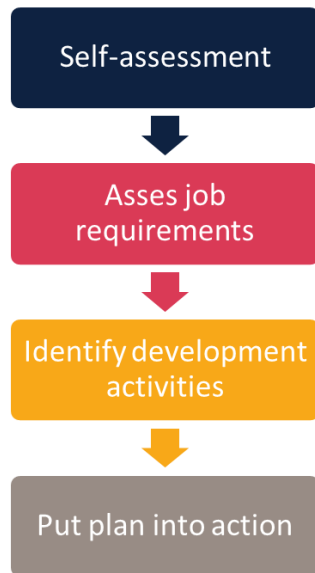 Self-assessment
Asses job
requirements
Identify development
activities
Put plan into action